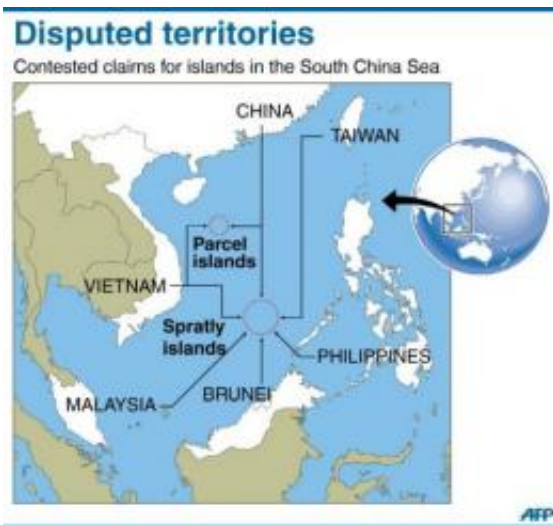 Disputed territories
Contested claims for islands in the South China Sea
CHINA
TAIWAN
Parcel
islands
VIETNAM
Spratly
islands
PHILIPPINES
MALAYSIA
BRUNEI
AFP